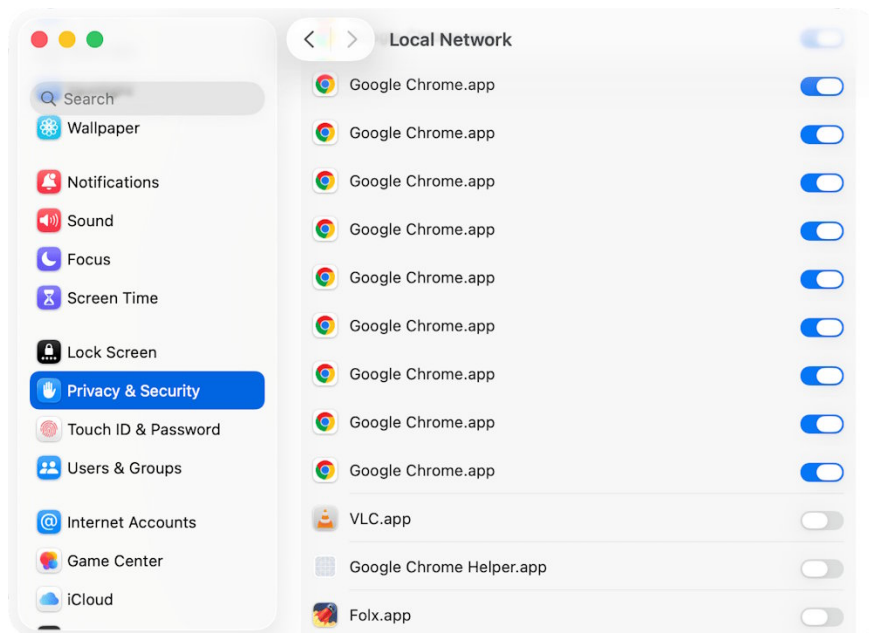 Local Network
Search
Wallpaper
Notifications
Sound
Focus
Screen Time
Lock Screen
Privacy & Security
Touch ID & Password
Users & Groups
Internet Accounts
Game Center
iCloud
Google Chrome.app
Google Chrome.app
Google Chrome.app
Google Chrome.app
Google Chrome.app
Google Chrome.app
Google Chrome.app
Google Chrome.app
Google Chrome.app
VLC.app
Google Chrome Helper.app
Folx.app